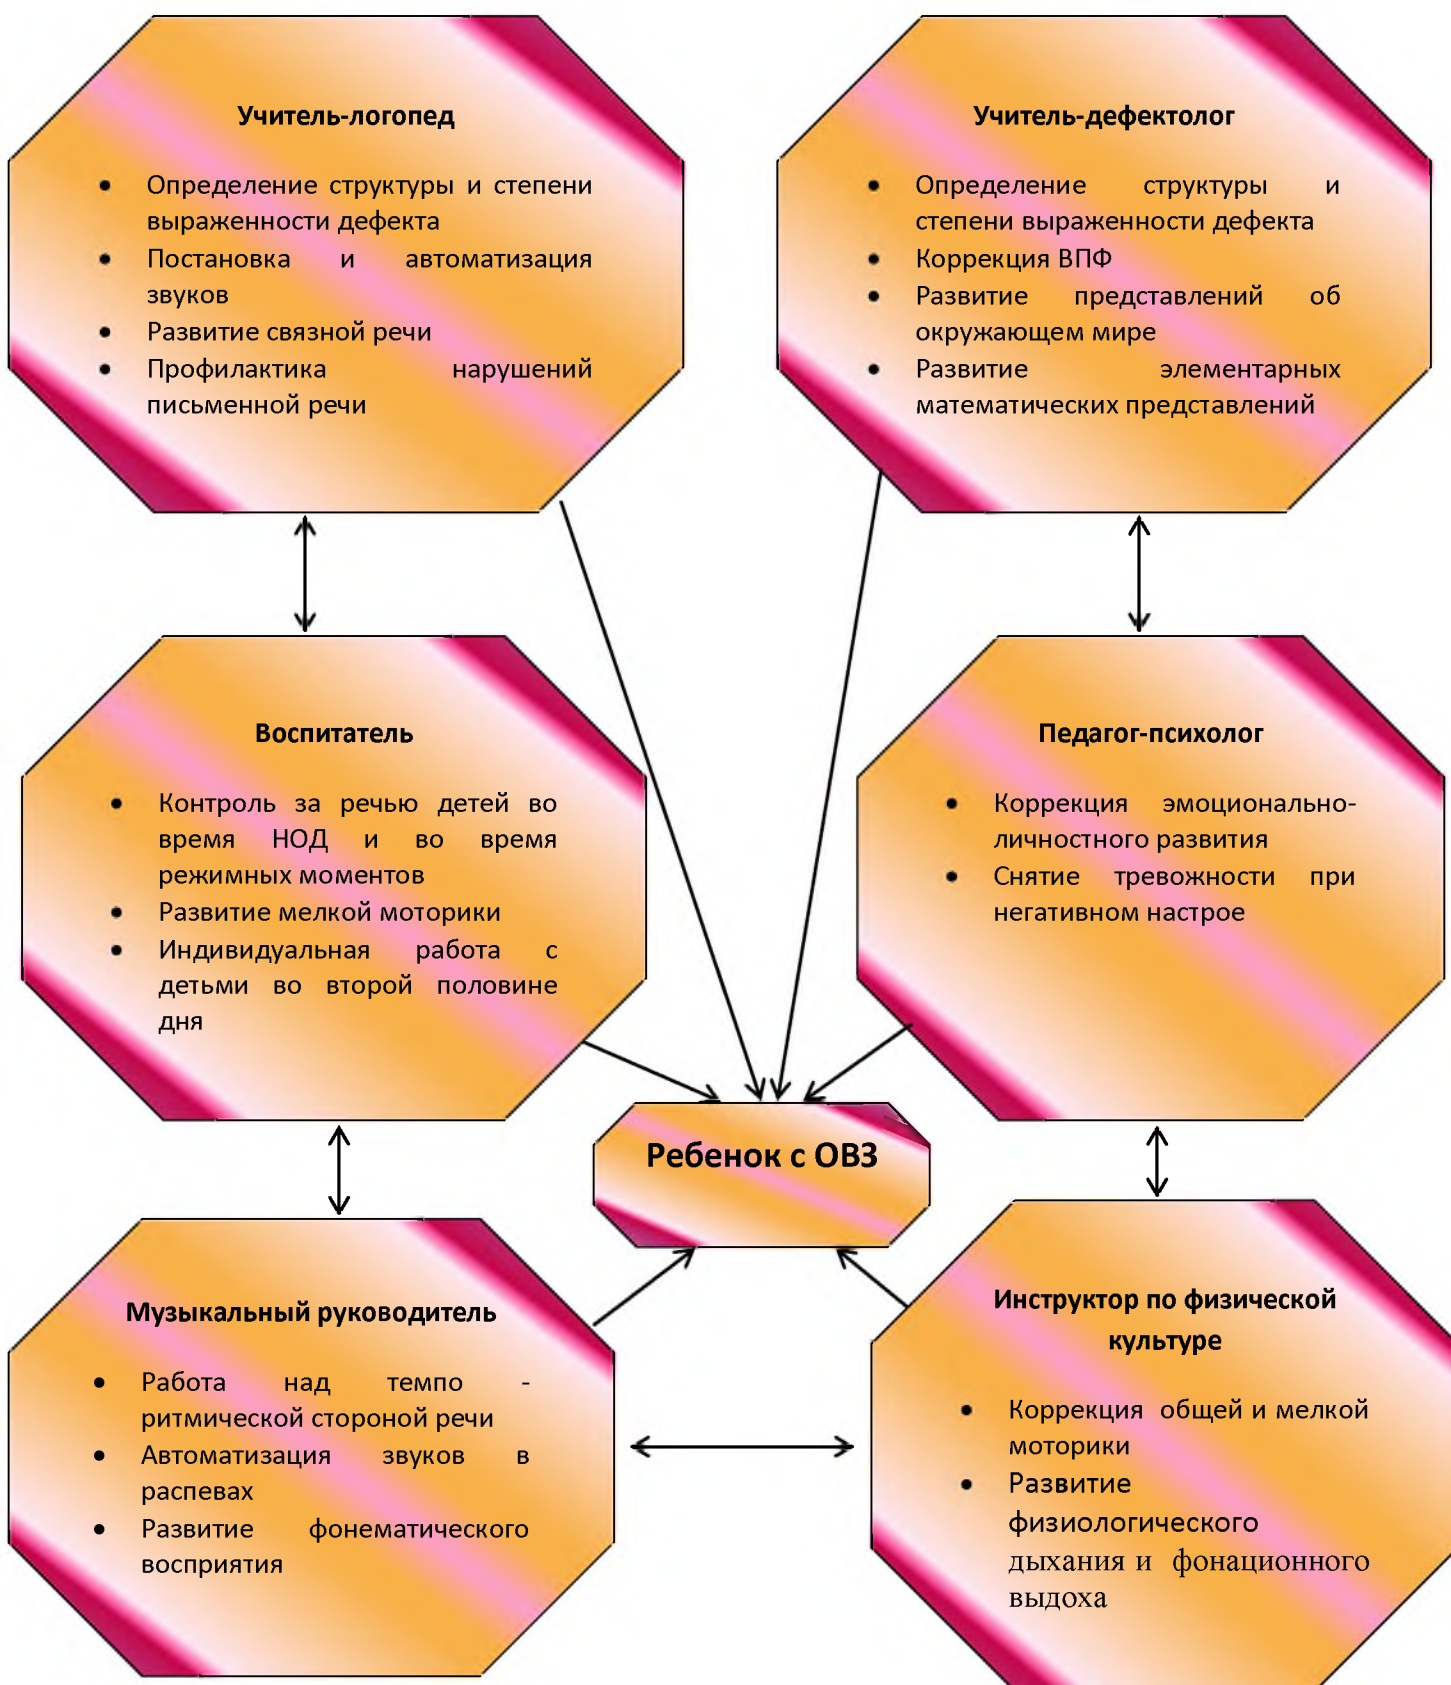 Учитель-логопед
• Определение структуры и степени
выраженности дефекта
• Постановка и автоматизация
звуков
• Развитие связной речи
• Профилактика нарушений
письменной речи
Учитель-дефектолог
• Определение структуры и
степени выраженности дефекта
• Коррекция ВПФ
• Развитие представлений об
окружающем мире
• Развитие элементарных
математических представлений
Воспитатель
• Контроль за речью детей во
время НОД и во время
режимных моментов
• Развитие мелкой моторики
• Индивидуальная работа с
детьми во второй половине
дня
Педагог-психолог
• Коррекция эмоционально-
личностного развития
• Снятие тревожности при
негативном настрое
Ребенок с ОВЗ
Музыкальный руководитель
• Работа над темпо -
ритмической стороной речи
• Автоматизация звуков в
распевах
• Развитие фонематического
восприятия
Инструктор по физической
культуре
• Коррекция общей и мелкой
моторики
• Развитие
физиологического
дыхания и фонационного
выдоха